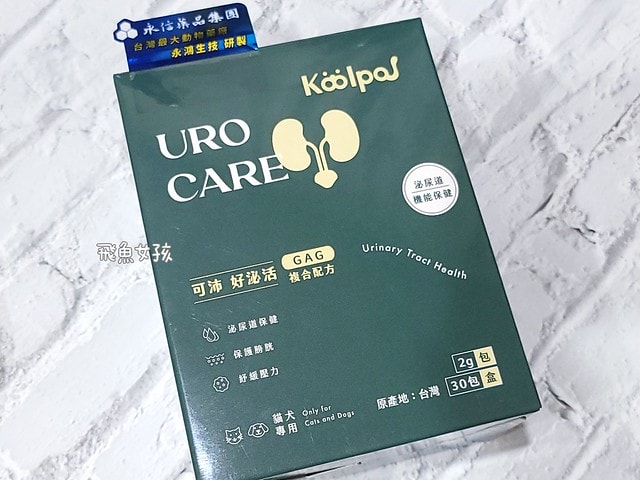 永信藥品集團
台灣最大動物藥廠
永鴻生技 研製
Koolpaw
URO
CARE
泌尿道
機能保健
Urinary Tract Health
飛魚女孩
可沛 好泌活
GAG
複合配方
泌尿道保健
保護膀胱
紓緩壓力
2g 包
30包 盒
原產地：台灣
貓犬
專用
Only for
Cats and Dogs